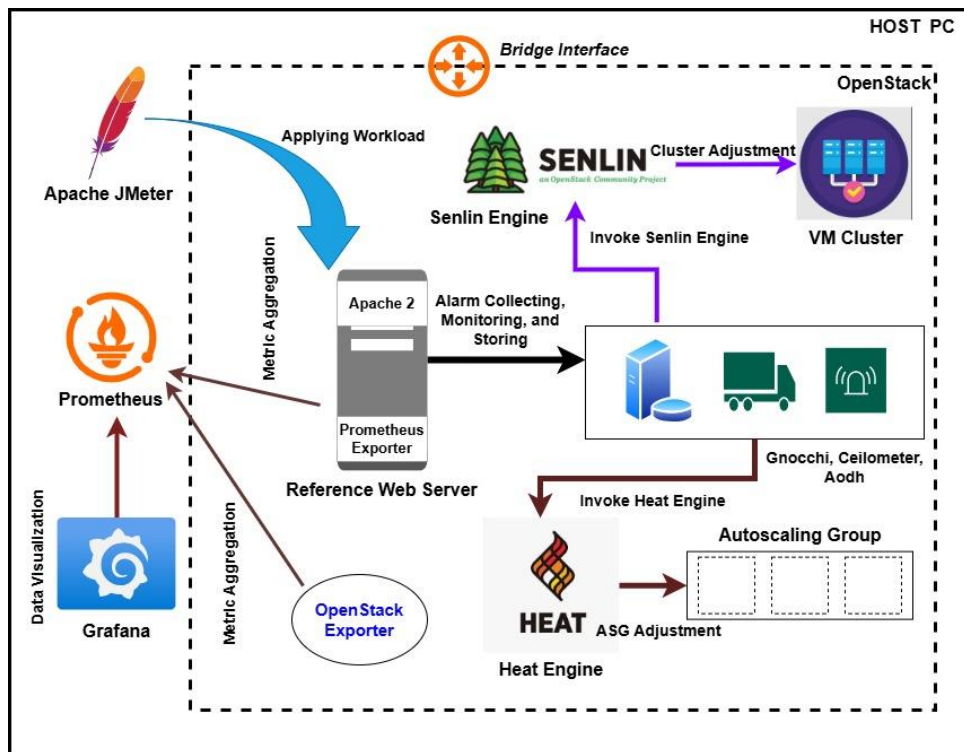 HOST PC
Bridge Interface
OpenStack
Applying Workload
SENLIN
an OpenStack Community Project
Cluster Adjustment
Apache JMeter
Senlin Engine
VM Cluster
Invoke Senlin Engine
Metric Aggregation
Apache 2
Alarm Collecting,
Monitoring, and
Storing
Prometheus
Prometheus
Exporter
Reference Web Server
Gnocchi, Ceilometer,
Aodh
Invoke Heat Engine
Data Visualization
Metric Aggregation
Autoscaling Group
OpenStack
Exporter
Grafana
HEAT
ASG Adjustment
Heat Engine